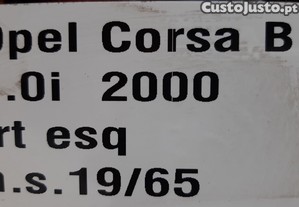 CustoJusto.pt
Opel Corsa B
.0i 2000
rt esq
.s.19/65